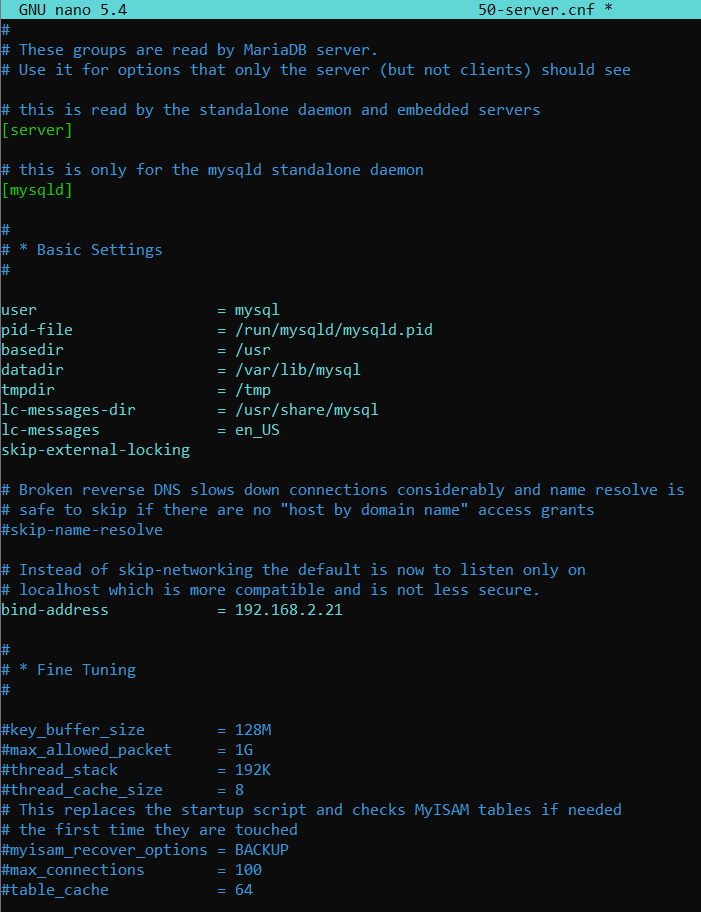 GNU nano 5.4 50-server.cnf *
#
# These groups are read by MariaDB server.
# Use it for options that only the server (but not clients) should see
# this is read by the standalone daemon and embedded servers
[server]
# this is only for the mysqld standalone daemon
[mysqld]
#
# * Basic Settings
#
user = mysql
pid-file = /run/mysqld/mysqld.pid
basedir = /usr
datadir = /var/lib/mysql
tmpdir = /tmp
lc-messages-dir = /usr/share/mysql
lc-messages = en_US
skip-external-locking
# Broken reverse DNS slows down connections considerably and name resolve is
# safe to skip if there are no "host by domain name" access grants
#skip-name-resolve
# Instead of skip-networking the default is now to listen only on
# localhost which is more compatible and is not less secure.
bind-address = 192.168.2.21
#
# * Fine Tuning
#
#key_buffer_size = 128M
#max_allowed_packet = 1G
#thread_stack = 192K
#thread_cache_size = 8
# This replaces the startup script and checks MyISAM tables if needed
# the first time they are touched
#myisam_recover_options = BACKUP
#max_connections = 100
#table_cache = 64